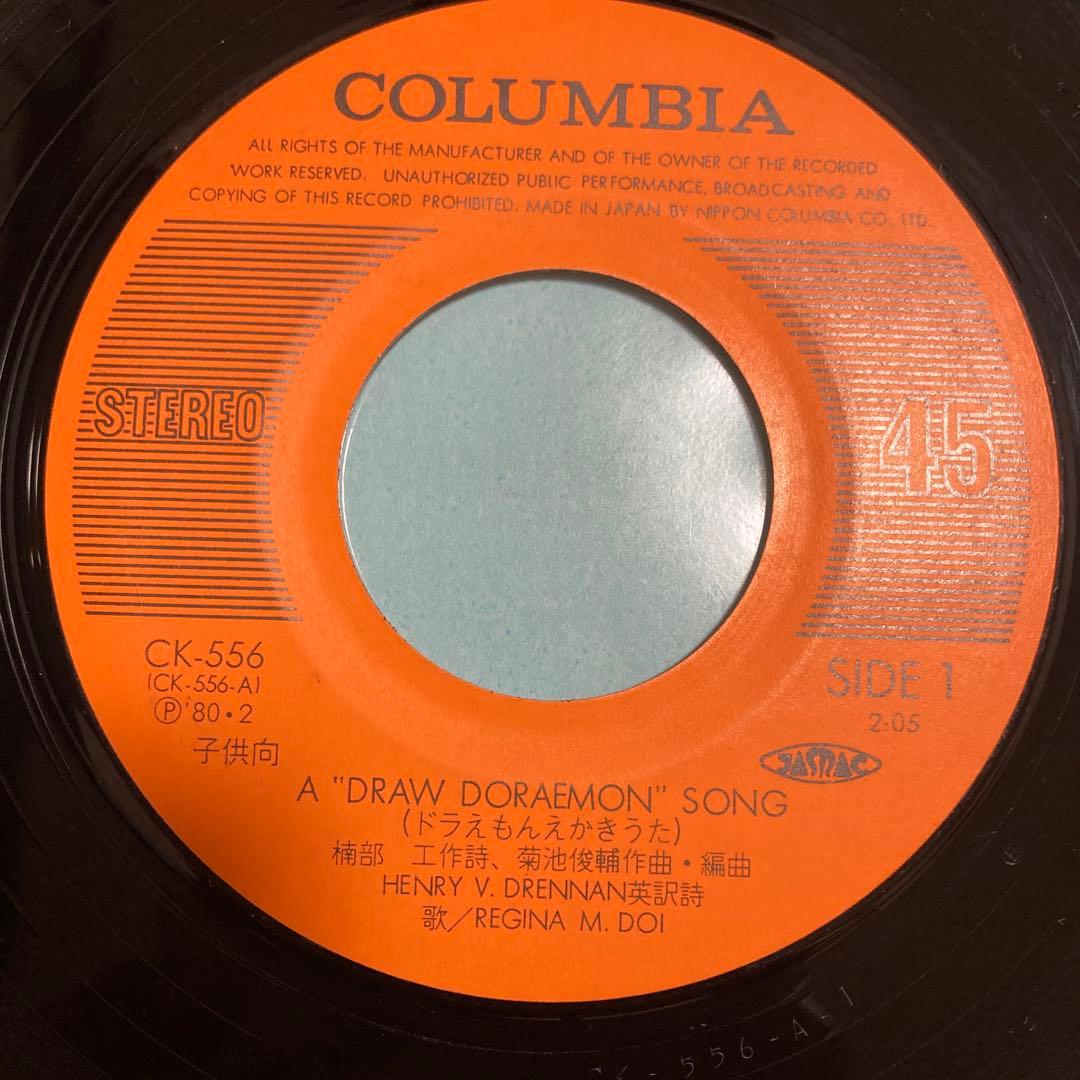 COLUMBIA
ALL RIGHTS OF THE MANUFACTURER AND OF THE OWNER OF THE RECORDED
WORK RESERVED. UNAUTHORIZED PUBLIC PERFORMANCE, BROADCASTING AND
COPYING OF THIS RECORD PROHIBITED. MADE IN JAPAN BY NIPPON COLUMBIA CO., LTD.
STEREO
45
CK-556
(CK-556-A)
Ⓟ'80・2
子供向
SIDE 1
2:05
JASRAC
A "DRAW DORAEMON" SONG
(ドラえもんえかきうた)
楠部 工作詩、菊池俊輔作曲・編曲
HENRY V. DRENNAN英訳詩
歌/REGINA M. DOI
CK-556-A-1